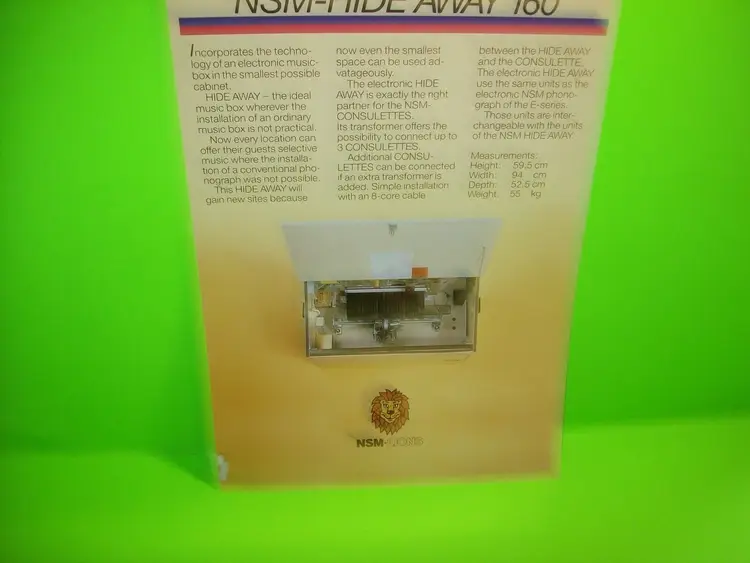 NSM-HIDE AWAY 160
Incorporates the techno-
logy of an electronic music-
box in the smallest possible
cabinet.
HIDE AWAY – the ideal
music box wherever the
installation of an ordinary
music box is not practical.
Now every location can
offer their guests selective
music where the installa-
tion of a conventional pho-
nograph was not possible.
This HIDE AWAY will
gain new sites because
now even the smallest
space can be used ad-
vatageously.
The electronic HIDE
AWAY is exactly the right
partner for the NSM-
CONSULETTES.
Its transformer offers the
possibility to connect up to
3 CONSULETTES.
Additional CONSU-
LETTES can be connected
if an extra transformer is
added. Simple installation
with an 8-core cable
between the HIDE AWAY
and the CONSULETTE.
The electronic HIDE AWAY
use the same units as the
electronic NSM phono-
graph of the E-series.
Those units are inter-
changeable with the units
of the NSM HIDE AWAY.
Measurements:
Height: 59.5 cm
Width: 94 cm
Depth: 52.5 cm
Weight: 55 kg
NSM-LIONS